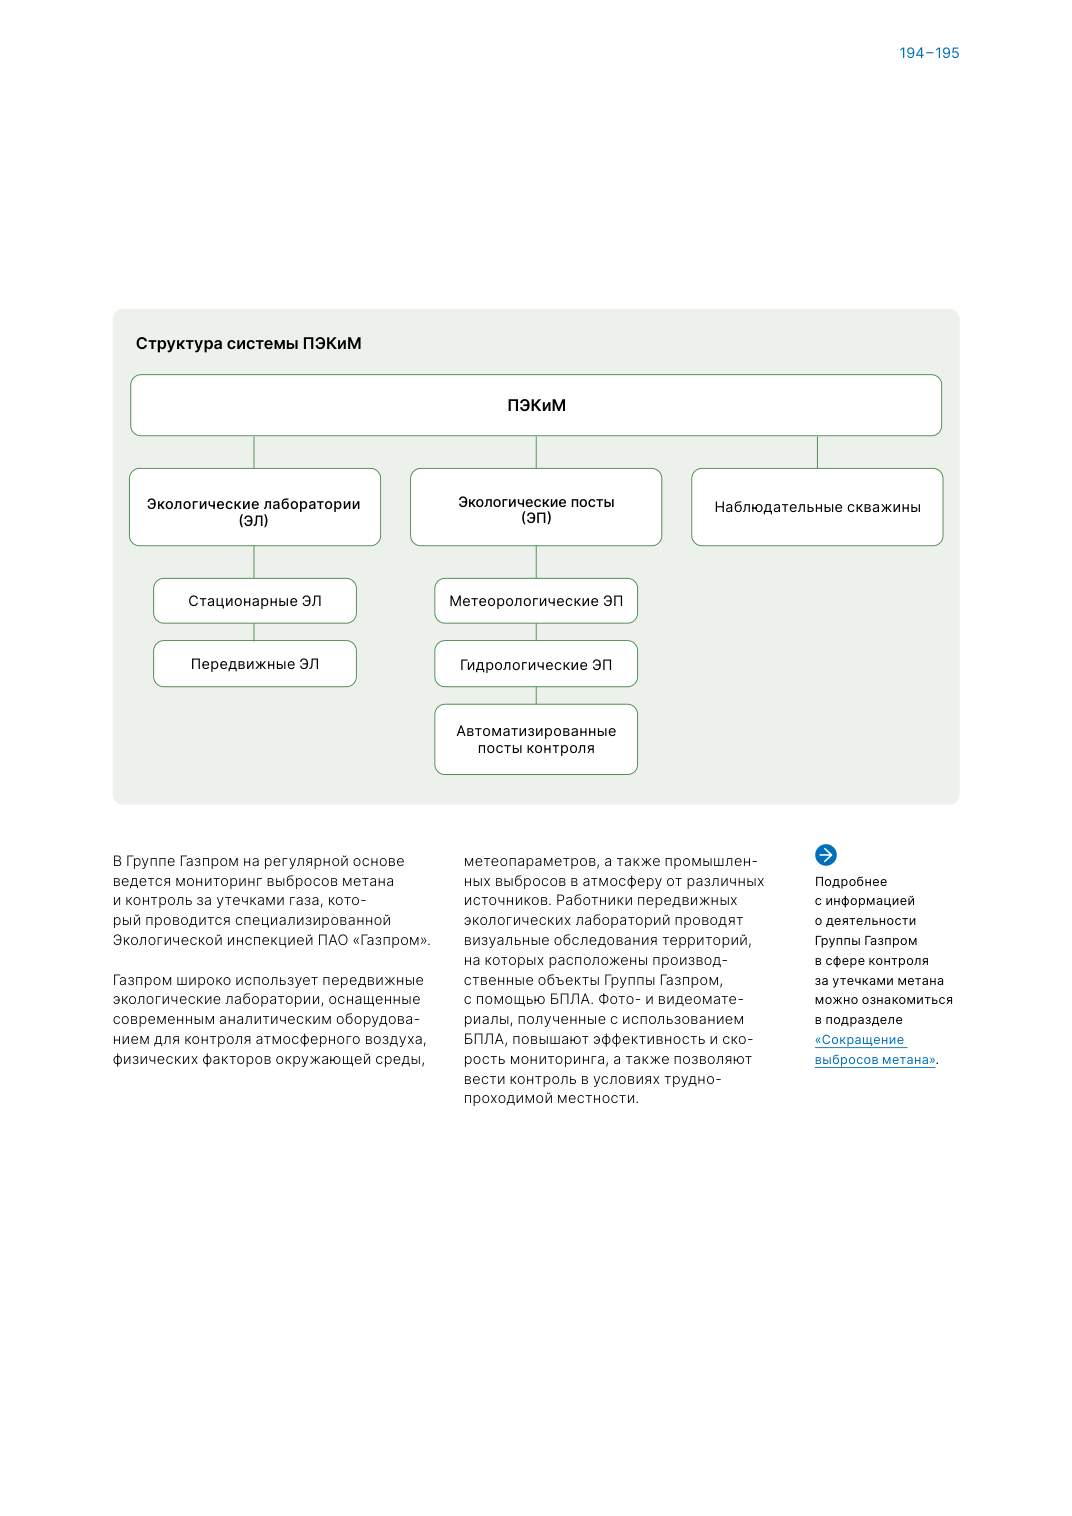 194–195
Структура системы ПЭКиМ
ПЭКиМ
Экологические лаборатории
(ЭЛ)
Экологические посты
(ЭП)
Наблюдательные скважины
Стационарные ЭЛ
Метеорологические ЭП
Передвижные ЭЛ
Гидрологические ЭП
Автоматизированные
посты контроля
В Группе Газпром на регулярной основе
ведется мониторинг выбросов метана
и контроль за утечками газа, кото-
рый проводится специализированной
Экологической инспекцией ПАО «Газпром».
Газпром широко использует передвижные
экологические лаборатории, оснащенные
современным аналитическим оборудова-
нием для контроля атмосферного воздуха,
физических факторов окружающей среды,
метеопараметров, а также промышлен-
ных выбросов в атмосферу от различных
источников. Работники передвижных
экологических лабораторий проводят
визуальные обследования территорий,
на которых расположены производ-
ственные объекты Группы Газпром,
с помощью БПЛА. Фото- и видеомате-
риалы, полученные с использованием
БПЛА, повышают эффективность и ско-
рость мониторинга, а также позволяют
вести контроль в условиях трудно-
проходимой местности.
Подробнее
с информацией
о деятельности
Группы Газпром
в сфере контроля
за утечками метана
можно ознакомиться
в подразделе
«Сокращение
выбросов метана».